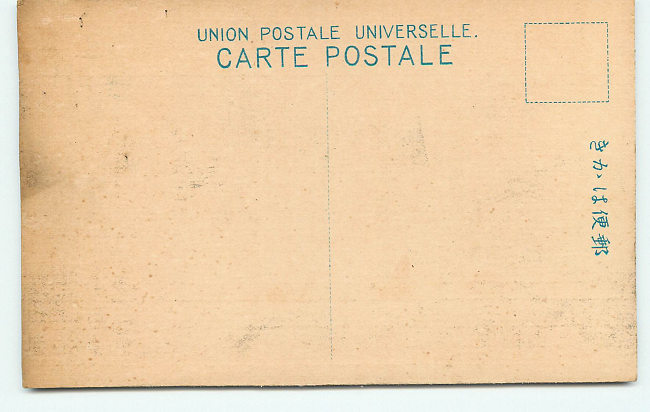 UNION POSTALE UNIVERSELLE.
CARTE POSTALE
郵便はかき